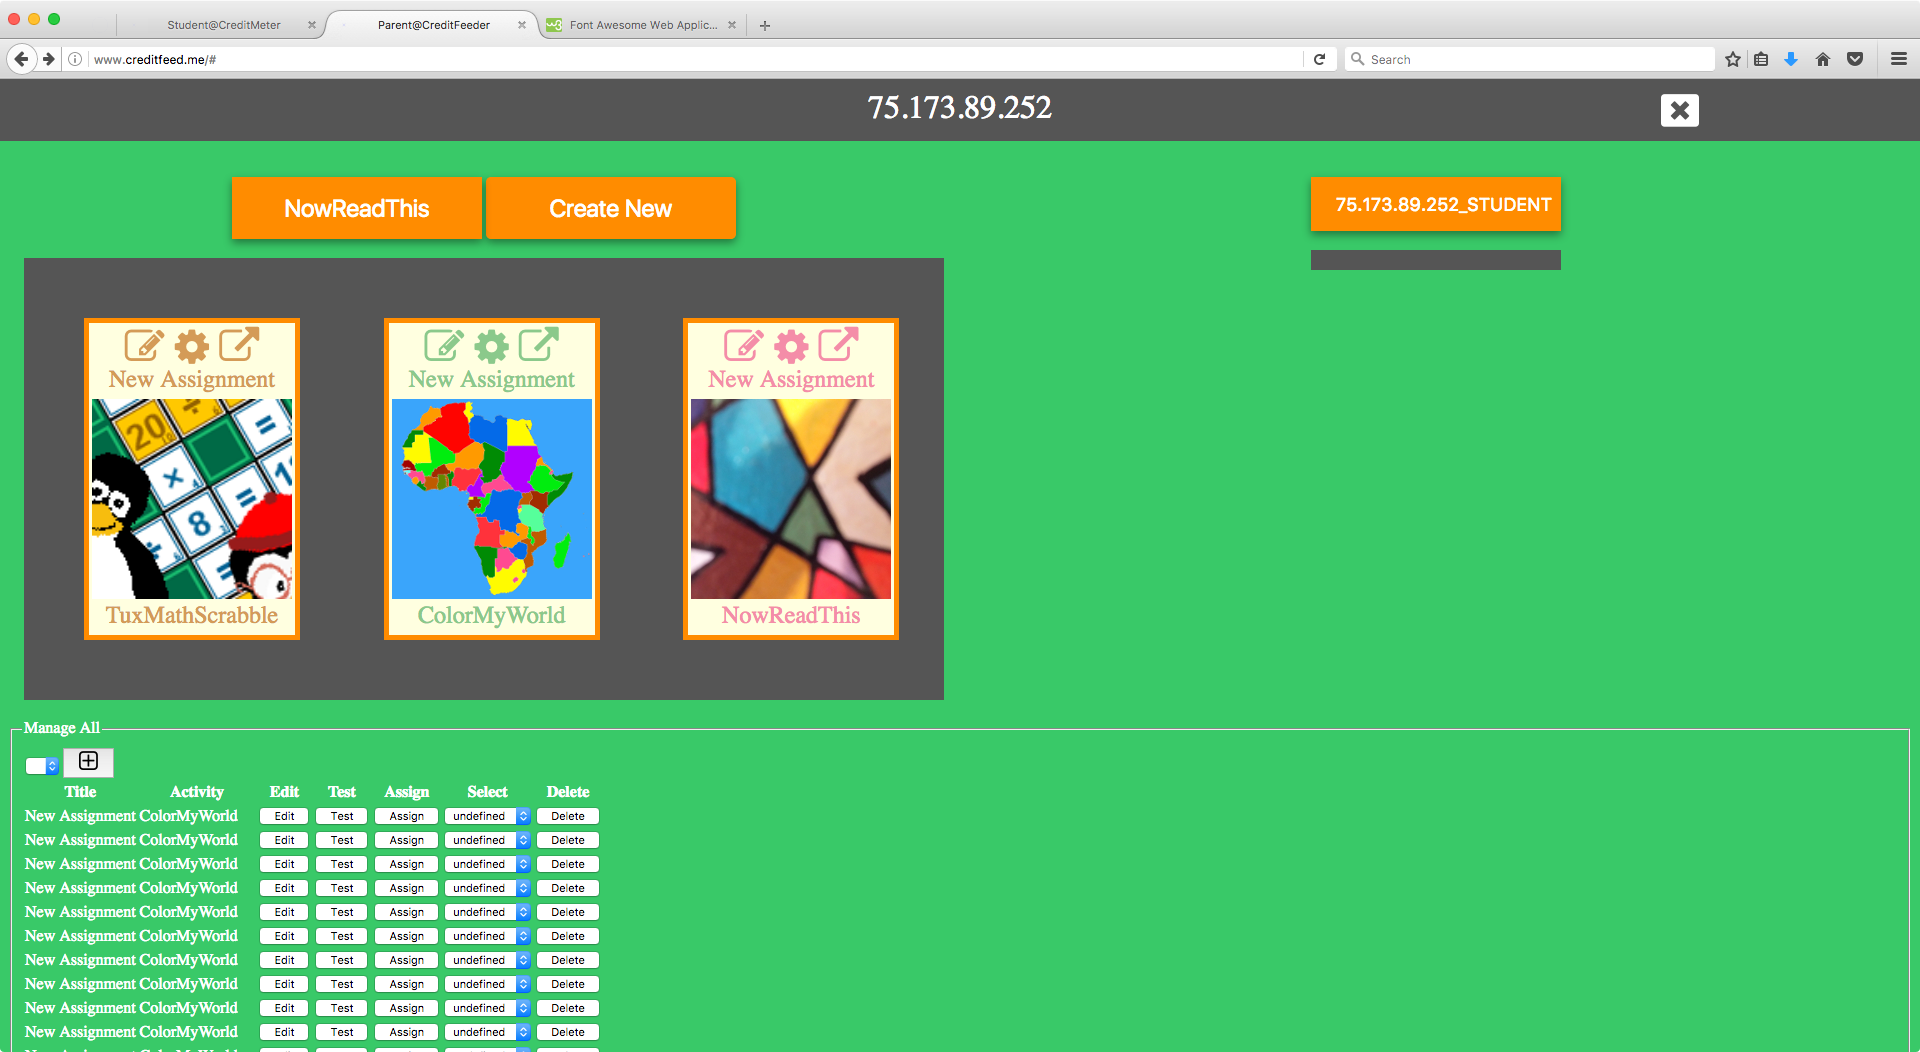 Student@CreditMeter
Parent@CreditFeeder
Font Awesome Web Applic...
www.creditfeed.me/#
Search
75.173.89.252
NowReadThis
Create New
75.173.89.252_STUDENT
New Assignment
New Assignment
New Assignment
20 ÷ =
×
8 =
TuxMathScrabble
ColorMyWorld
NowReadThis
Manage All
Title Activity Edit Test Assign Select Delete
New Assignment ColorMyWorld Edit Test Assign undefined Delete
New Assignment ColorMyWorld Edit Test Assign undefined Delete
New Assignment ColorMyWorld Edit Test Assign undefined Delete
New Assignment ColorMyWorld Edit Test Assign undefined Delete
New Assignment ColorMyWorld Edit Test Assign undefined Delete
New Assignment ColorMyWorld Edit Test Assign undefined Delete
New Assignment ColorMyWorld Edit Test Assign undefined Delete
New Assignment ColorMyWorld Edit Test Assign undefined Delete
New Assignment ColorMyWorld Edit Test Assign undefined Delete
New Assignment ColorMyWorld Edit Test Assign undefined Delete